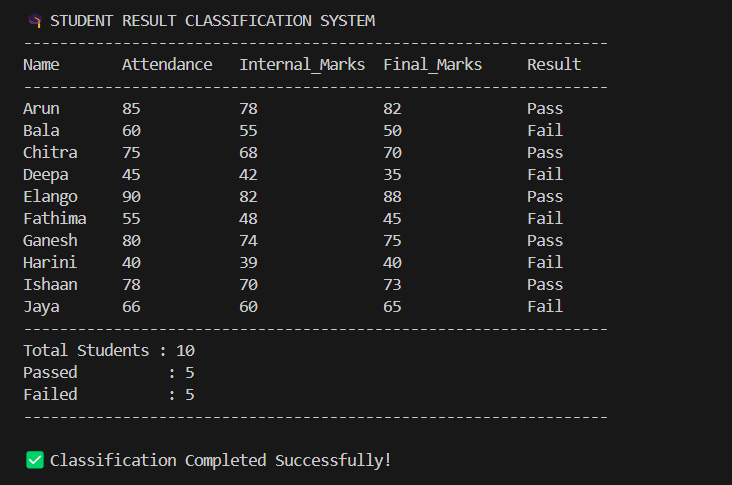 🎓 STUDENT RESULT CLASSIFICATION SYSTEM
-----------------------------------------------------------------
Name       Attendance   Internal_Marks  Final_Marks     Result
-----------------------------------------------------------------
Arun       85           78              82              Pass
Bala       60           55              50              Fail
Chitra     75           68              70              Pass
Deepa      45           42              35              Fail
Elango     90           82              88              Pass
Fathima    55           48              45              Fail
Ganesh     80           74              75              Pass
Harini     40           39              40              Fail
Ishaan     78           70              73              Pass
Jaya       66           60              65              Fail
-----------------------------------------------------------------
Total Students : 10
Passed          : 5
Failed          : 5
-----------------------------------------------------------------
✅ Classification Completed Successfully!